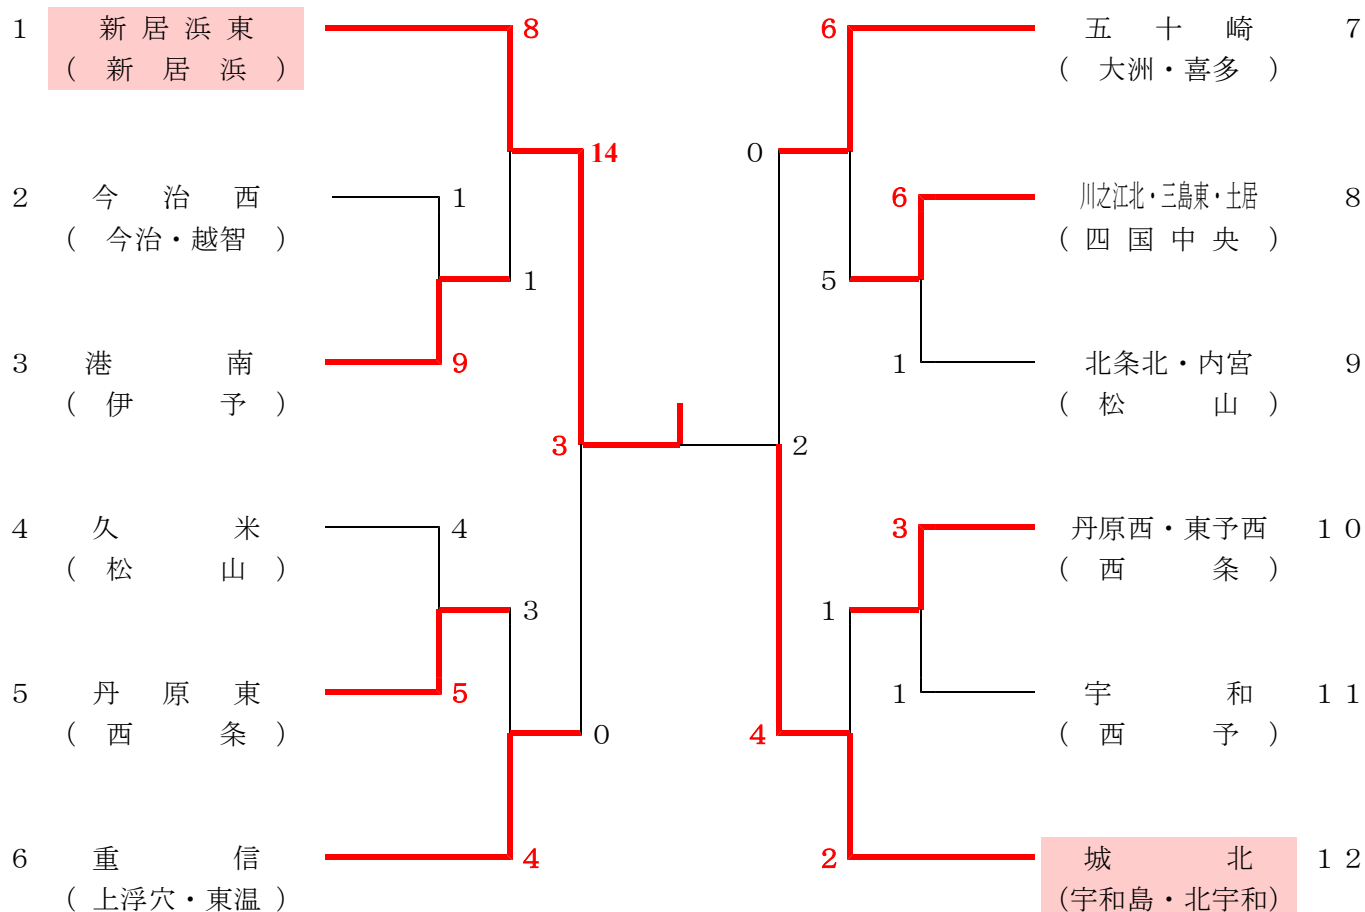 1 新居浜東 8 6 五十崎 7
(新居浜) (大洲・喜多)
14 0
2 今治西 1 6 川之江北・三島東・土居 8
(今治・越智) (四国中央)
1 5
3 港南 9 1 北条北・内宮 9
(伊予) (松山)
3 2
4 久米 4 3 丹原西・東予西 10
(松山) (西条)
3 1
5 丹原東 5 1 宇和 11
(西条) 0 4 (西予)
6 重信 4 2 城北 12
(上浮穴・東温) (宇和島・北宇和)